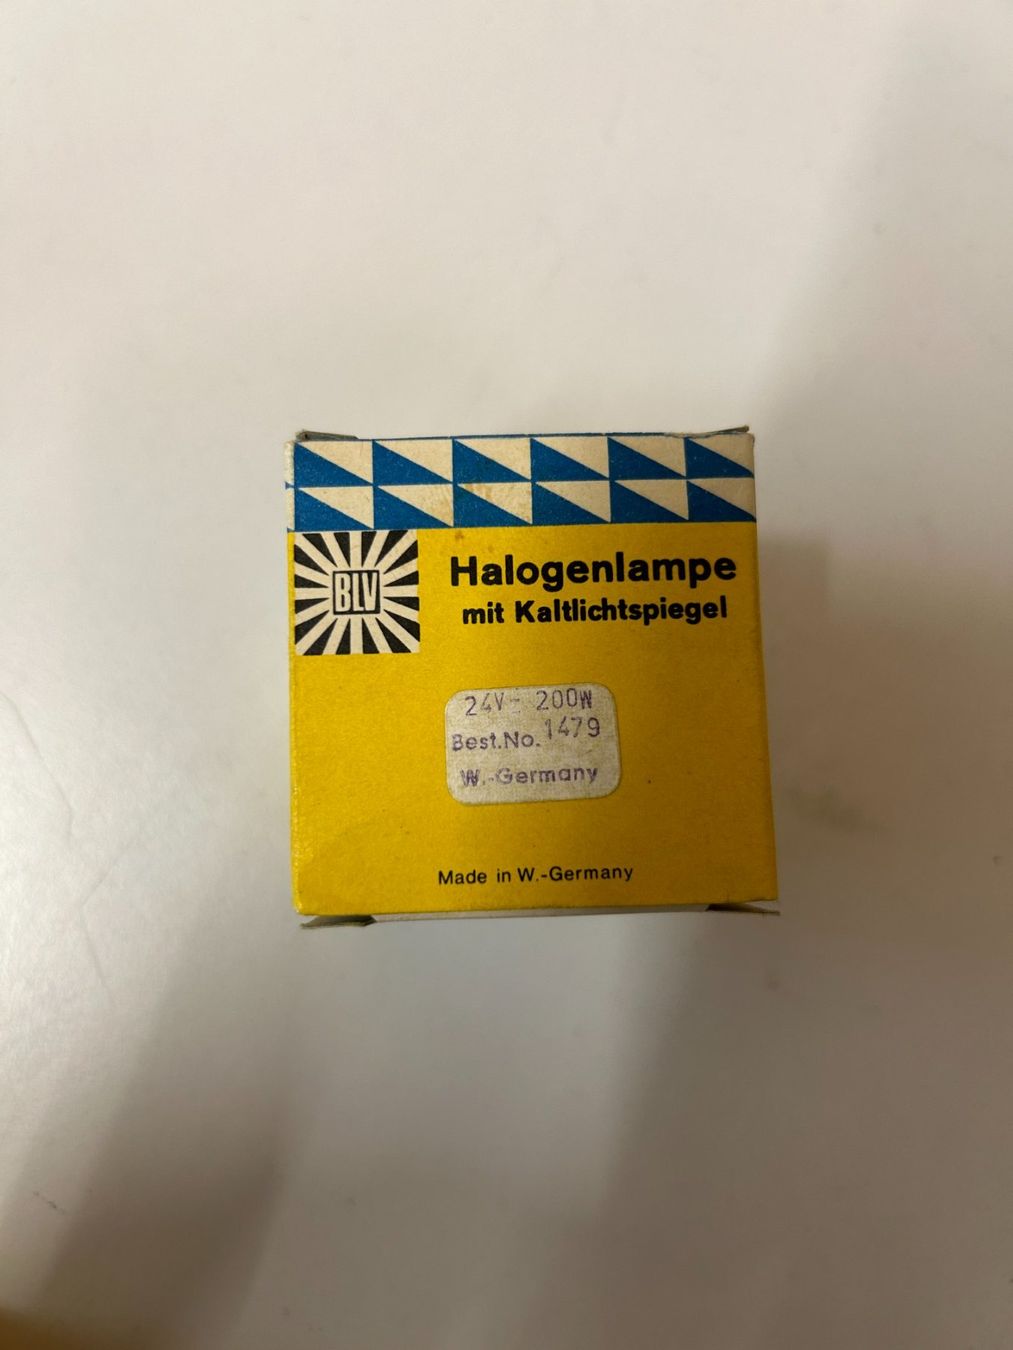 BLV
Halogenlampe
mit Kaltlichtspiegel
24V- 200W
Best.No. 1479
W.-Germany
Made in W.-Germany